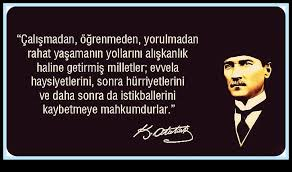 “Çalışmadan, öğrenmeden, yorulmadan
rahat yaşamanın yollarını alışkanlık
haline getirmiş milletler; evvela
haysiyetlerini, sonra hürriyetlerini
ve daha sonra da istikballerini
kaybetmeye mahkumdurlar.”
K. Atatürk